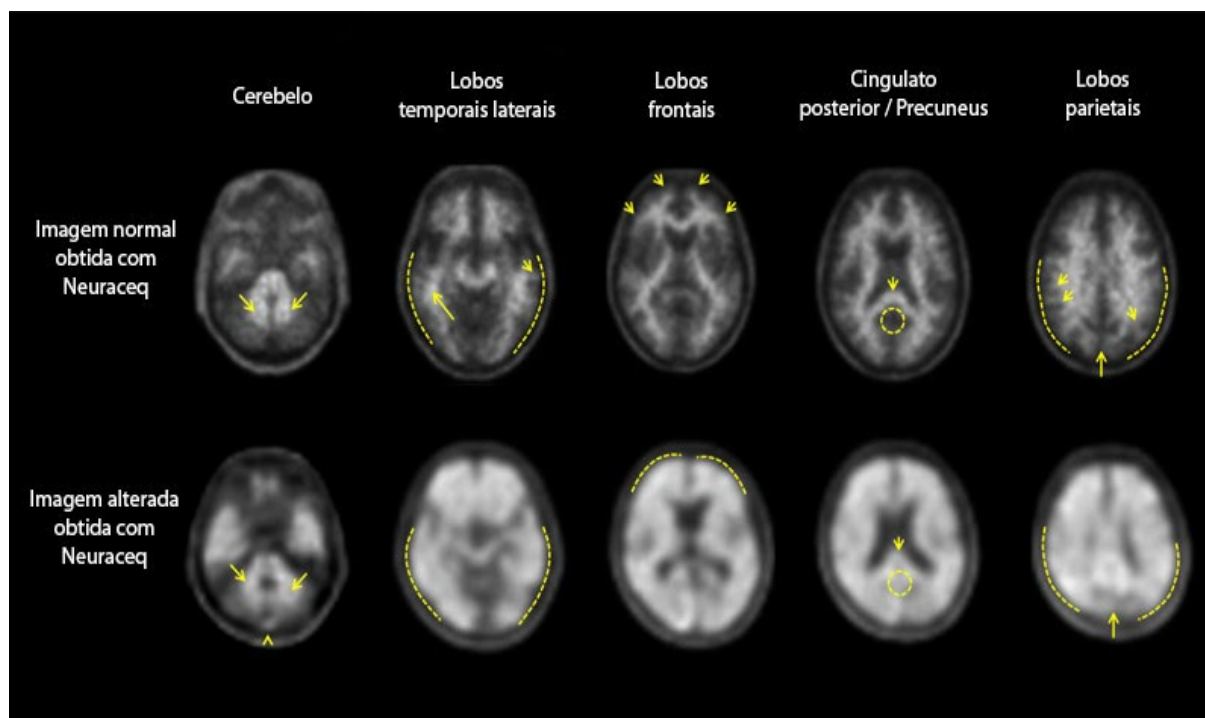 Cerebelo
Lobos
temporais laterais
Lobos
frontais
Cingulato
posterior / Precuneus
Lobos
parietais
Imagem normal
obtida com
Neuraceq
Imagem alterada
obtida com
Neuraceq